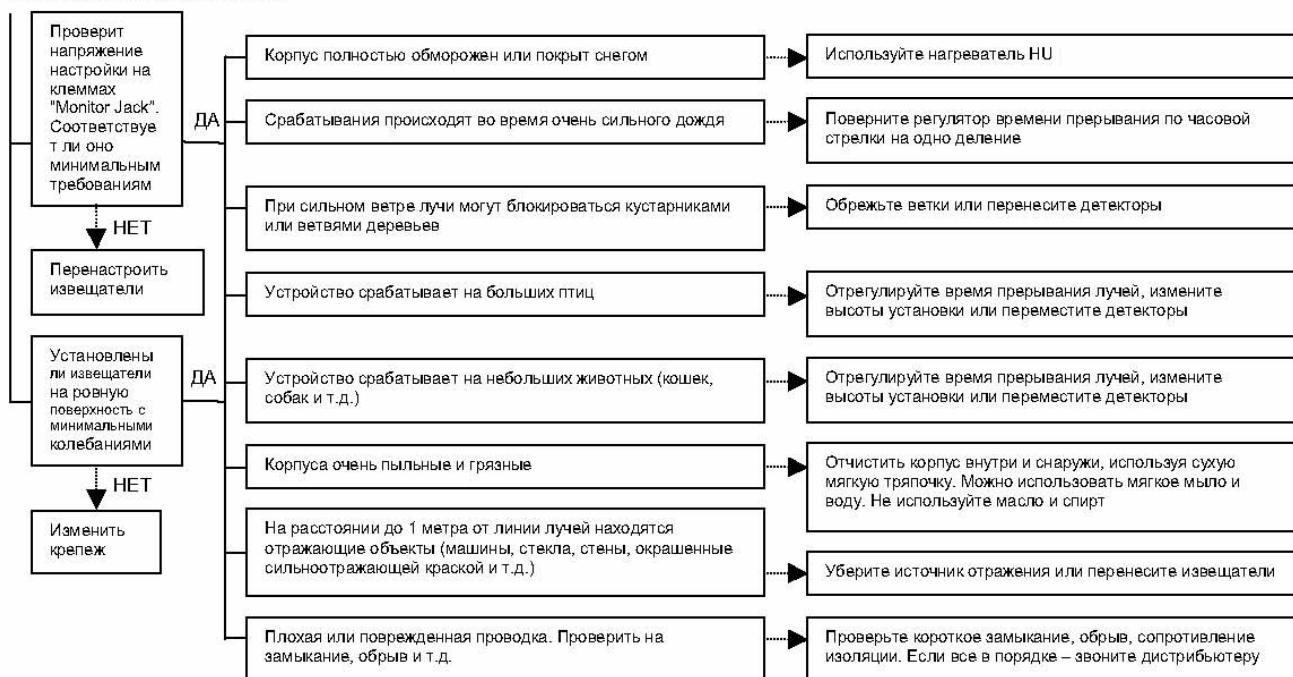 Проверит
напряжение
настройки на
клеммах
"Monitor Jack".
Соответствуе
т ли оно
минимальным
требованиям
НЕТ
Перенастроить
извещатели
Установлены
ли извещатели
на ровную
поверхность с
минимальными
колебаниями
НЕТ
Изменить
крепеж
ДА
ДА
Корпус полностью обморожен или покрыт снегом
Используйте нагреватель HU
Срабатывания происходят во время очень сильного дождя
Поверните регулятор времени прерывания по часовой
стрелки на одно деление
При сильном ветре лучи могут блокироваться кустарниками
или ветвями деревьев
Обрежьте ветки или перенесите детекторы
Устройство срабатывает на больших птиц
Отрегулируйте время прерывания лучей, измените
высоты установки или переместите детекторы
Устройство срабатывает на небольших животных (кошек,
собак и т.д.)
Отрегулируйте время прерывания лучей, измените
высоты установки или переместите детекторы
Корпуса очень пыльные и грязные
Отчистить корпус внутри и снаружи, используя сухую
мягкую тряпочку. Можно использовать мягкое мыло и
воду. Не используйте масло и спирт
На расстоянии до 1 метра от линии лучей находятся
отражающие объекты (машины, стекла, стены, окрашенные
сильноотражающей краской и т.д.)
Уберите источник отражения или перенесите извещатели
Плохая или поврежденная проводка. Проверить на
замыкание, обрыв и т.д.
Проверьте короткое замыкание, обрыв, сопротивление
изоляции. Если все в порядке – звоните дистрибьютеру